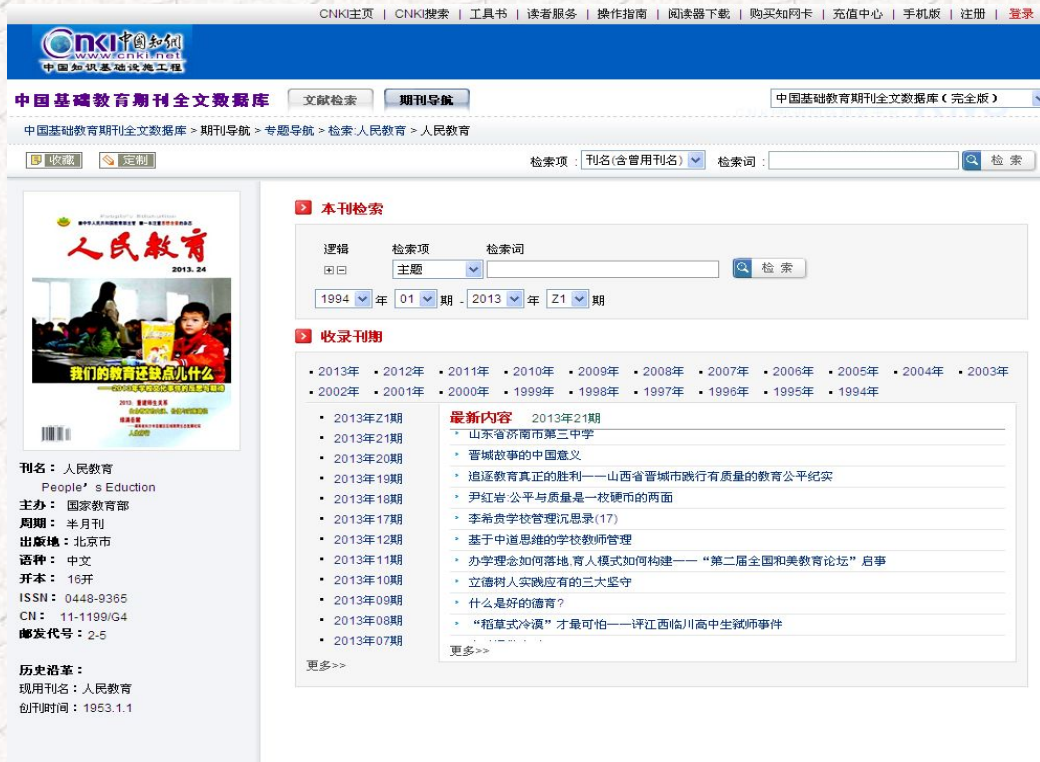 CNKI主页 | CNKI搜索 | 工具书 | 读者服务 | 操作指南 | 阅读器下载 | 购买知网卡 | 充值中心 | 手机版 | 注册 | 登录
cnki中国知网
www.cnki.net
中国知识基础设施工程
中国基础教育期刊全文数据库 文献检索 期刊导航 中国基础教育期刊全文数据库(完全版)
中国基础教育期刊全文数据库 > 期刊导航 > 专题导航 > 检索:人民教育 > 人民教育
收藏 定制 检索项: 刊名(含曾用刊名) 检索词: 检索
人民教育
2013.24
我们的教育还缺点儿什么
刊名: 人民教育
People’s Eduction
主办: 国家教育部
周期: 半月刊
出版地:北京市
语种: 中文
开本: 16开
ISSN: 0448-9365
CN: 11-1199/G4
邮发代号:2-5
历史沿革:
现用刊名:人民教育
创刊时间:1953.1.1
本刊检索
逻辑 检索项 检索词
主题 检索
1994 年 01 期 - 2013 年 Z1 期
收录刊期
2013年 2012年 2011年 2010年 2009年 2008年 2007年 2006年 2005年 2004年 2003年
2002年 2001年 2000年 1999年 1998年 1997年 1996年 1995年 1994年
2013年Z1期
2013年21期
2013年20期
2013年19期
2013年18期
2013年17期
2013年12期
2013年11期
2013年10期
2013年09期
2013年08期
2013年07期
更多>>
最新内容 2013年21期
山东省济南市第三中学
晋城故事的中国意义
追逐教育真正的胜利——山西省晋城市践行有质量的教育公平纪实
尹红岩:公平与质量是一枚硬币的两面
李希贵学校管理沉思录(17)
基于中道思维的学校教师管理
办学理念如何落地,育人模式如何构建——“第二届全国和美教育论坛”启事
立德树人实践应有的三大坚守
什么是好的德育?
“稻草式冷漠”才最可怕——评江西临川高中生弑师事件
更多>>